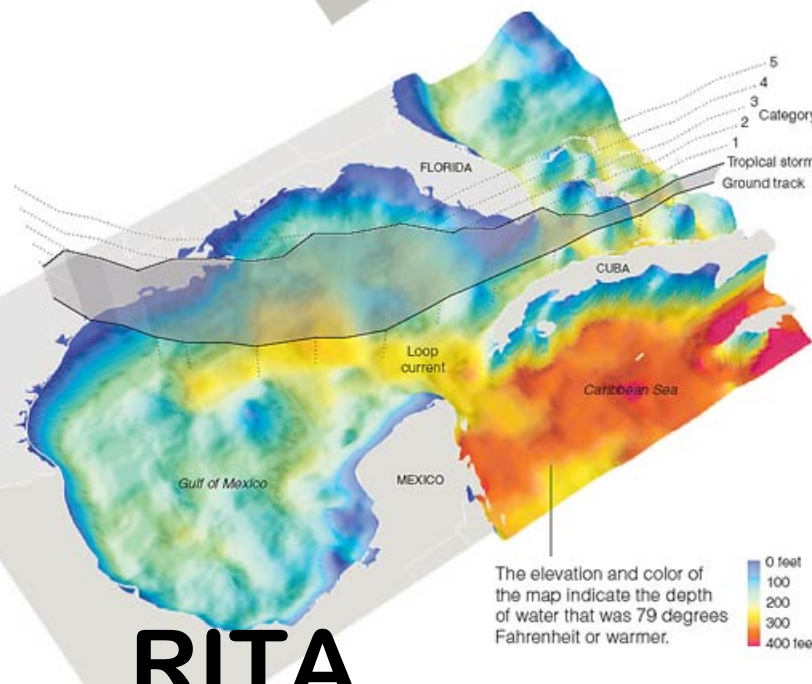 5
4
3
Category
2
1
Tropical storm
Ground track
FLORIDA
CUBA
Loop
current
Caribbean Sea
Gulf of Mexico
MEXICO
The elevation and color of
the map indicate the depth
of water that was 79 degrees
Fahrenheit or warmer.
0 feet
100
200
300
400 fee
RITA